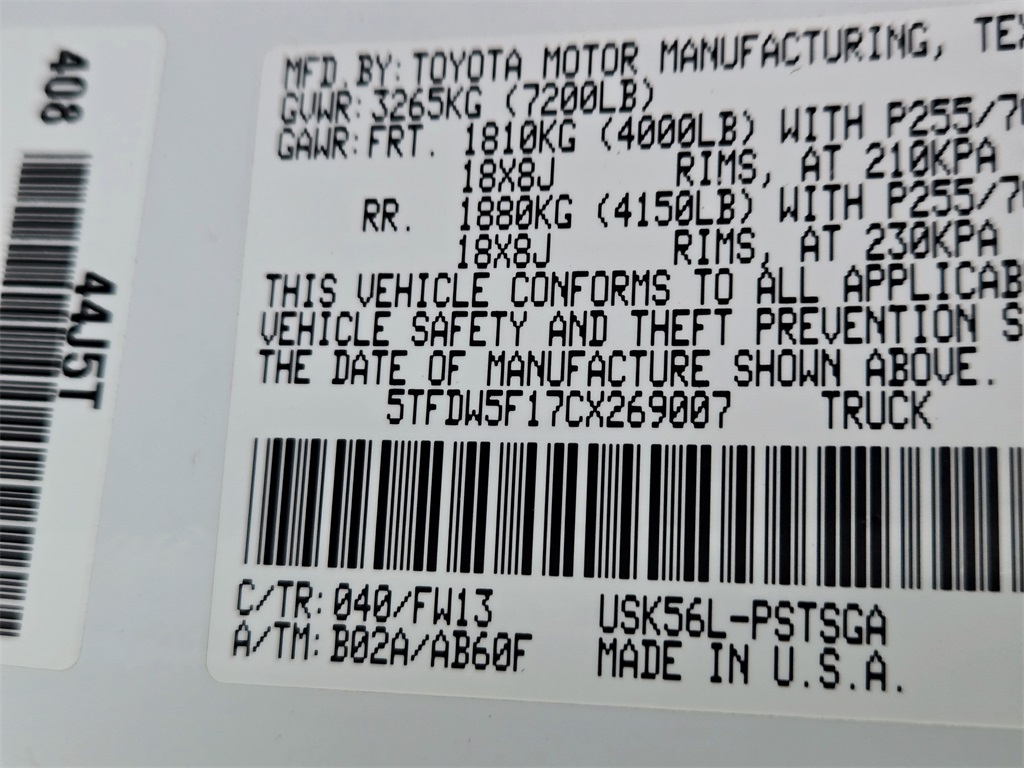 408
44J5T
MFD. BY: TOYOTA MOTOR MANUFACTURING,
GVWR: 3265KG (7200LB)
GAWR: FRT. 1810KG (4000LB) WITH P255/7
18X8J RIMS, AT 210KPA
RR. 1880KG (4150LB) WITH P255/7
18X8J RIMS, AT 230KPA
THIS VEHICLE CONFORMS TO ALL APPLICAB
VEHICLE SAFETY AND THEFT PREVENTION S
THE DATE OF MANUFACTURE SHOWN ABOVE.
5TFDW5F17CX269007 TRUCK
C/TR: 040/FW13 USK56L-PSTSGA
A/TM: B02A/AB60F MADE IN U.S.A.